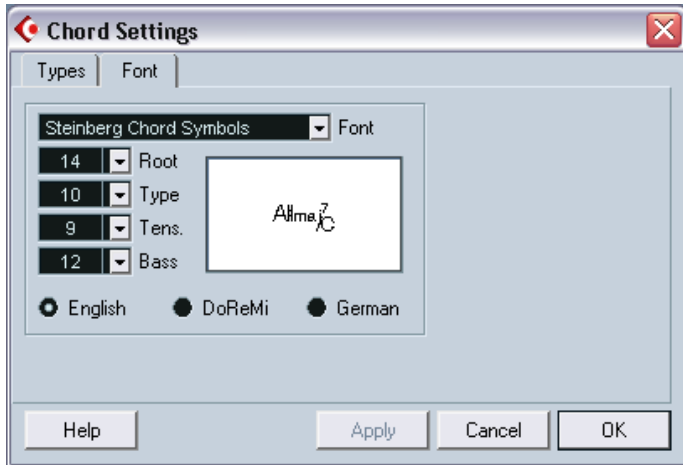 Chord Settings
Types Font
Steinberg Chord Symbols Font
14 Root
10 Type
9 Tens.
12 Bass
A#maj7/C
English DoReMi German
Help Apply Cancel OK